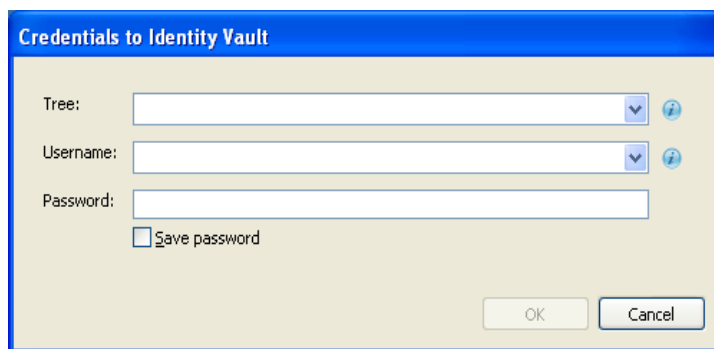 Credentials to Identity Vault
Tree:
Username:
Password:
Save password
OK Cancel